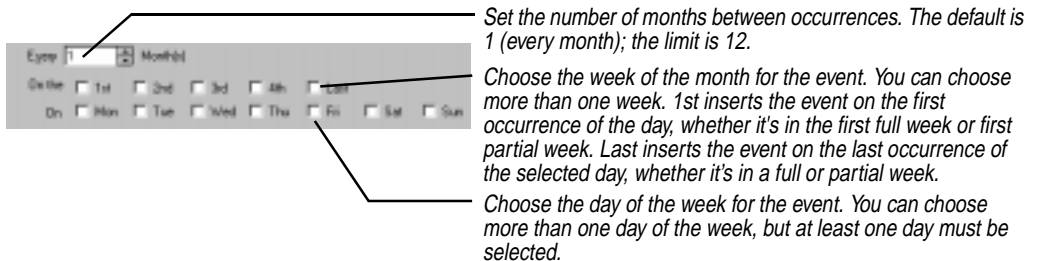 Set the number of months between occurrences. The default is
1 (every month); the limit is 12.
Every 1 Month(s)
Choose the week of the month for the event. You can choose
more than one week. 1st inserts the event on the first
occurrence of the day, whether it's in the first full week or first
partial week. Last inserts the event on the last occurrence of
the selected day, whether it's in a full or partial week.
On the 1st 2nd 3rd 4th Last
On Mon Tue Wed Thu Fri Sat Sun
Choose the day of the week for the event. You can choose
more than one day of the week, but at least one day must be
selected.